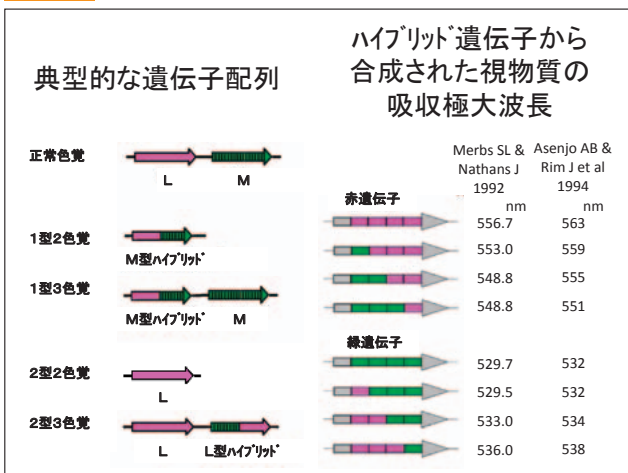 典型的な遺伝子配列
ハイブリッド遺伝子から
合成された視物質の
吸収極大波長
正常色覚
L M
1型2色覚
M型ハイブリッド
1型3色覚
M型ハイブリッド M
2型2色覚
L
2型3色覚
L L型ハイブリッド
Merbs SL & Asenjo AB &
Nathans J Rim J et al
1992 1994
nm nm
赤遺伝子
556.7 563
553.0 559
548.8 555
548.8 551
緑遺伝子
529.7 532
529.5 532
533.0 534
536.0 538